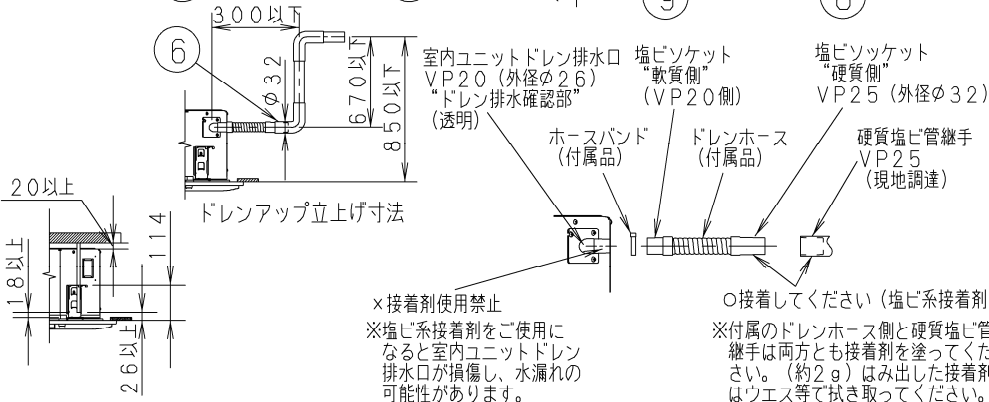 9
6
300以下
6
φ32
670以下
850以下
ドレンアップ立上げ寸法
20以上
114
18以上
26以上
室内ユニットドレン排水口
VP20（外径φ26）
“ドレン排水確認部”
（透明）
塩ビソケット
“軟質側”
（VP20側）
塩ビソッケット
“硬質側”
VP25（外径φ32）
ホースバンド
（付属品）
ドレンホース
（付属品）
硬質塩ビ管継手
VP25
（現地調達）
×接着剤使用禁止
※塩ビ系接着剤をご使用に
なると室内ユニットドレン
排水口が損傷し、水漏れの
可能性があります。
○接着してください（塩ビ系接着剤
※付属のドレンホース側と硬質塩ビ管
継手は両方とも接着剤を塗ってくだ
さい。（約2g）はみ出した接着剤
はウエス等で拭き取ってください。